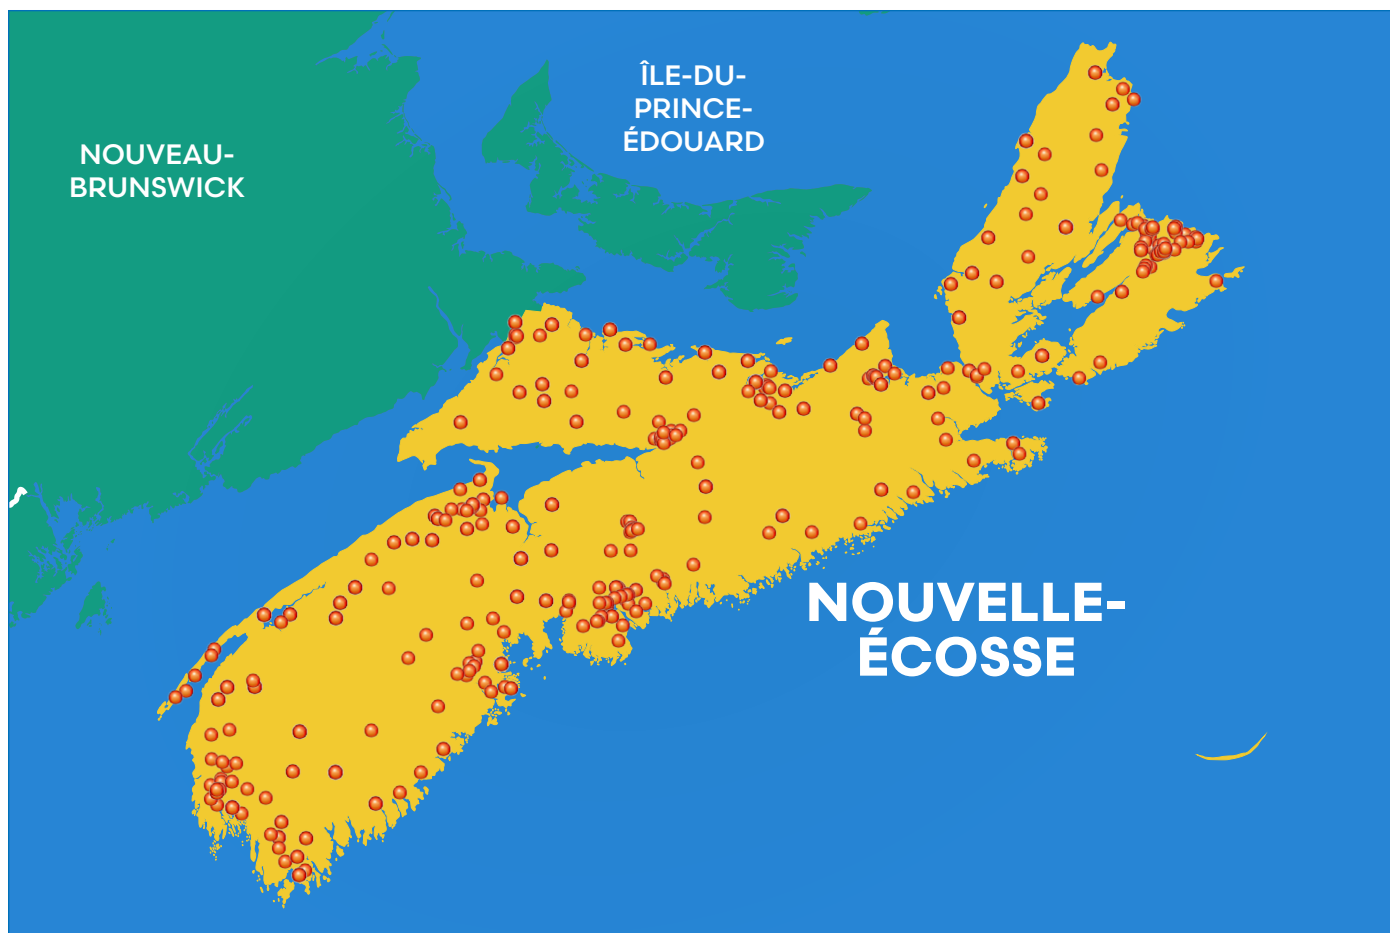 ÎLE-DU-
PRINCE-
ÉDOUARD
NOUVEAU-
BRUNSWICK
NOUVELLE-
ÉCOSSE